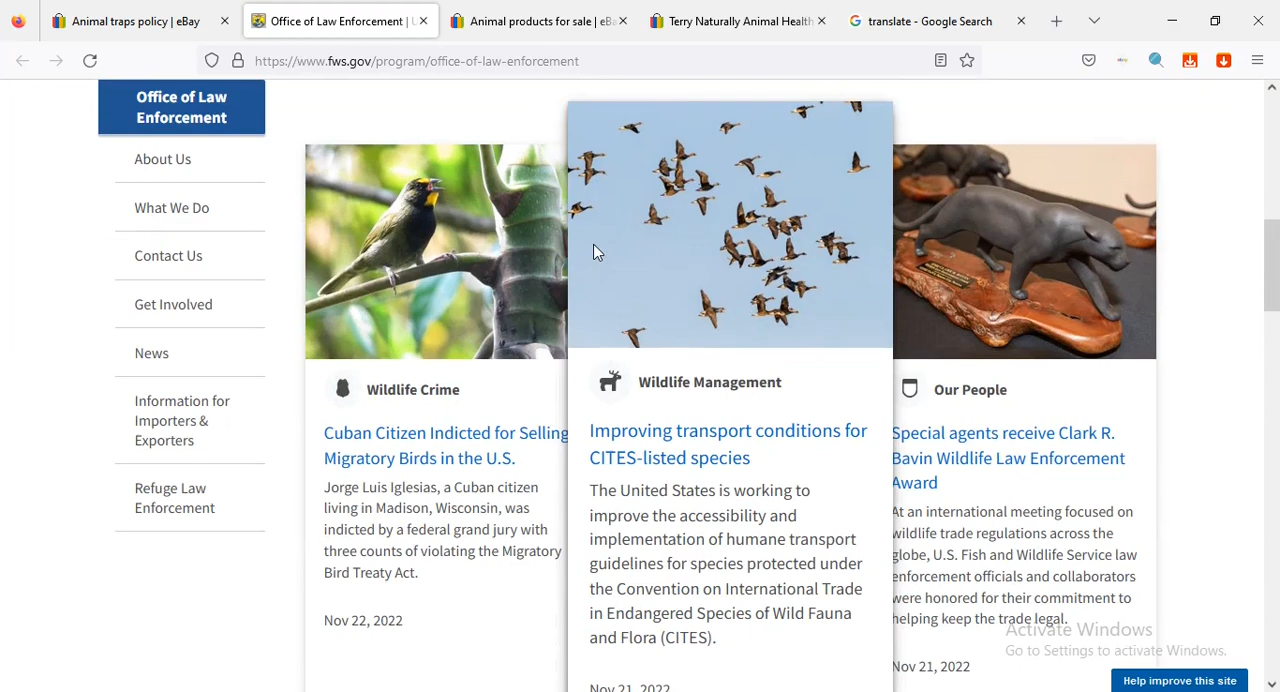 Animal traps policy | eBay
Office of Law Enforcement | U
Animal products for sale | eBa
Terry Naturally Animal Health
translate - Google Search
https://www.fws.gov/program/office-of-law-enforcement
Office of Law
Enforcement
About Us
What We Do
Contact Us
Get Involved
News
Information for
Importers &
Exporters
Refuge Law
Enforcement
Wildlife Crime
Cuban Citizen Indicted for Selling
Migratory Birds in the U.S.
Jorge Luis Iglesias, a Cuban citizen
living in Madison, Wisconsin, was
indicted by a federal grand jury with
three counts of violating the Migratory
Bird Treaty Act.
Nov 22, 2022
Wildlife Management
Improving transport conditions for
CITES-listed species
The United States is working to
improve the accessibility and
implementation of humane transport
guidelines for species protected under
the Convention on International Trade
in Endangered Species of Wild Fauna
and Flora (CITES).
Nov 21, 2022
Our People
Special agents receive Clark R.
Bavin Wildlife Law Enforcement
Award
At an international meeting focused on
wildlife trade regulations across the
globe, U.S. Fish and Wildlife Service law
enforcement officials and collaborators
were honored for their commitment to
helping keep the trade legal.
Nov 21, 2022
Activate Windows
Go to Settings to activate Windows.
Help improve this site